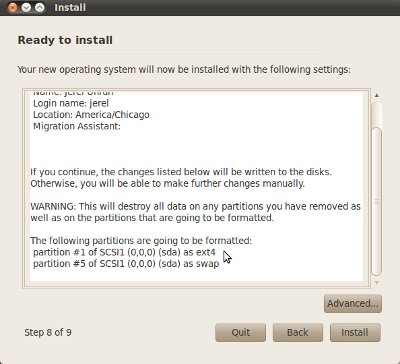 Install
Ready to install
Your new operating system will now be installed with the following settings:
Name: Jerel Unruh
Login name: jerel
Location: America/Chicago
Migration Assistant:
If you continue, the changes listed below will be written to the disks.
Otherwise, you will be able to make further changes manually.
WARNING: This will destroy all data on any partitions you have removed as
well as on the partitions that are going to be formatted.
The following partitions are going to be formatted:
partition #1 of SCSI1 (0,0,0) (sda) as ext4
partition #5 of SCSI1 (0,0,0) (sda) as swap
Advanced...
Step 8 of 9
Quit
Back
Install